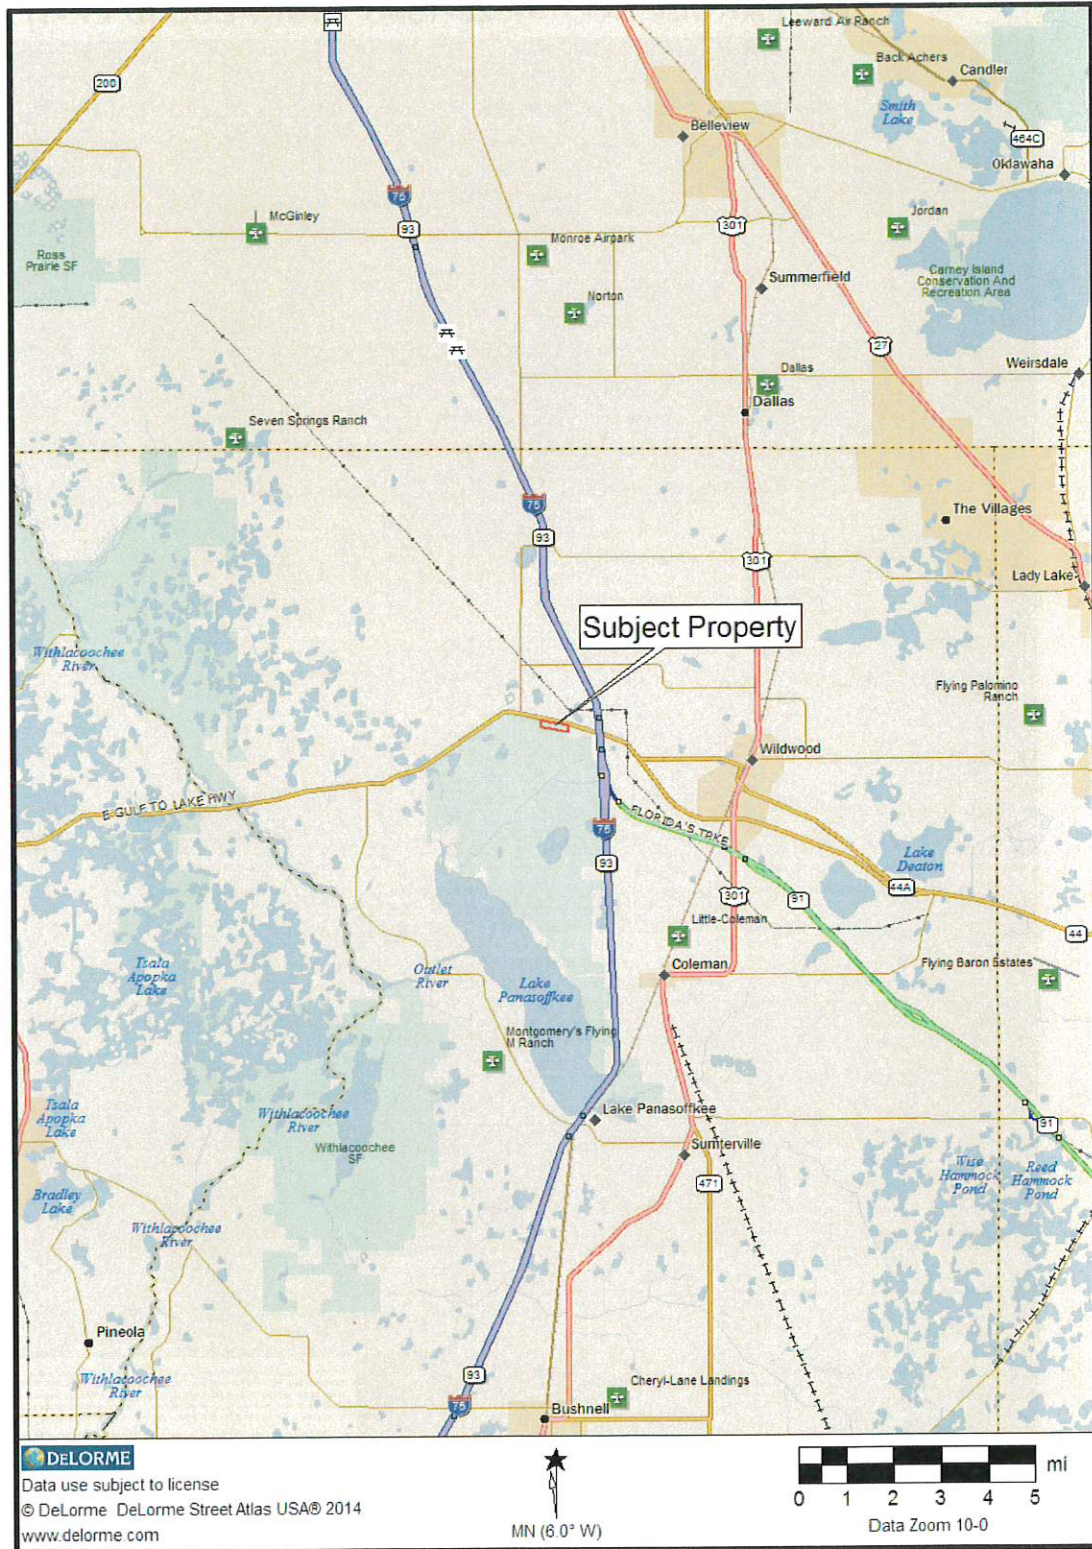 Leeward Air Ranch
Back Achers
Candler
200
Smith
Lake
464C
Belleview
Oklawaha
75
McGinley
93
Jordan
301
Ross
Prairie SF
Monroe Airpark
Carney Island
Conservation And
Recreation Area
Summerfield
Norton
27
Weirsdale
Dallas
Dallas
Seven Springs Ranch
75
The Villages
93
301
Lady Lake
Subject Property
Withlacoochee
River
Flying Palomino
Ranch
Wildwood
E GULF TO LAKE HWY
FLORIDA'S TPKE
75
93
Lake
Deaton
44A
301
91
44
Little-Coleman
Tsala
Apopka
Lake
Outlet
River
Lake
Panasoffkee
Coleman
Flying Baron Estates
Montgomery's Flying
M Ranch
Tsala
Apopka
Lake
Withlacoochee
River
Lake Panasoffkee
91
Withlacoochee
SF
Sumterville
Wise
Hammock
Pond
Reed
Hammock
Pond
471
Bradley
Lake
Withlacoochee
River
Pineola
93
Withlacoochee
River
75
Cheryl-Lane Landings
Bushnell
DELORME
Data use subject to license
© DeLorme DeLorme Street Atlas USA® 2014
www.delorme.com
MN (6.0° W)
mi
0 1 2 3 4 5
Data Zoom 10-0